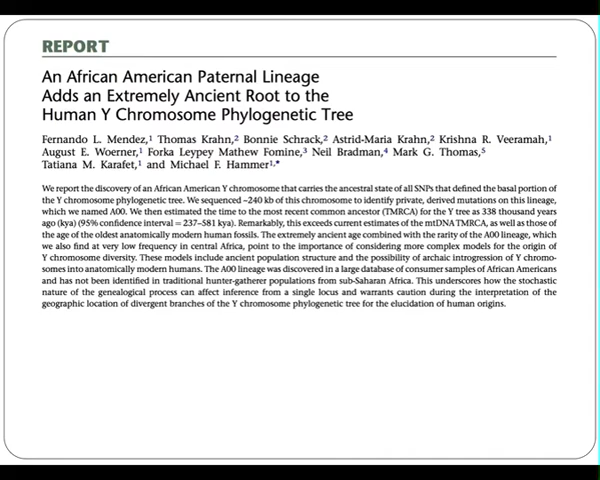 REPORT
An African American Paternal Lineage
Adds an Extremely Ancient Root to the
Human Y Chromosome Phylogenetic Tree
Fernando L. Mendez,1 Thomas Krahn,2 Bonnie Schrack,2 Astrid-Maria Krahn,2 Krishna R. Veeramah,1
August E. Woerner,1 Forka Leypey Mathew Fomine,3 Neil Bradman,4 Mark G. Thomas,5
Tatiana M. Karafet,1 and Michael F. Hammer1,*
We report the discovery of an African American Y chromosome that carries the ancestral state of all SNPs that defined the basal portion of
the Y chromosome phylogenetic tree. We sequenced ~240 kb of this chromosome to identify private, derived mutations on this lineage,
which we named A00. We then estimated the time to the most recent common ancestor (TMRCA) for the Y tree as 338 thousand years
ago (kya) (95% confidence interval = 237–581 kya). Remarkably, this exceeds current estimates of the mtDNA TMRCA, as well as those of
the age of the oldest anatomically modern human fossils. The extremely ancient age combined with the rarity of the A00 lineage, which
we also find at very low frequency in central Africa, point to the importance of considering more complex models for the origin of
Y chromosome diversity. These models include ancient population structure and the possibility of archaic introgression of Y chromo-
somes into anatomically modern humans. The A00 lineage was discovered in a large database of consumer samples of African Americans
and has not been identified in traditional hunter-gatherer populations from sub-Saharan Africa. This underscores how the stochastic
nature of the genealogical process can affect inference from a single locus and warrants caution during the interpretation of the
geographic location of divergent branches of the Y chromosome phylogenetic tree for the elucidation of human origins.